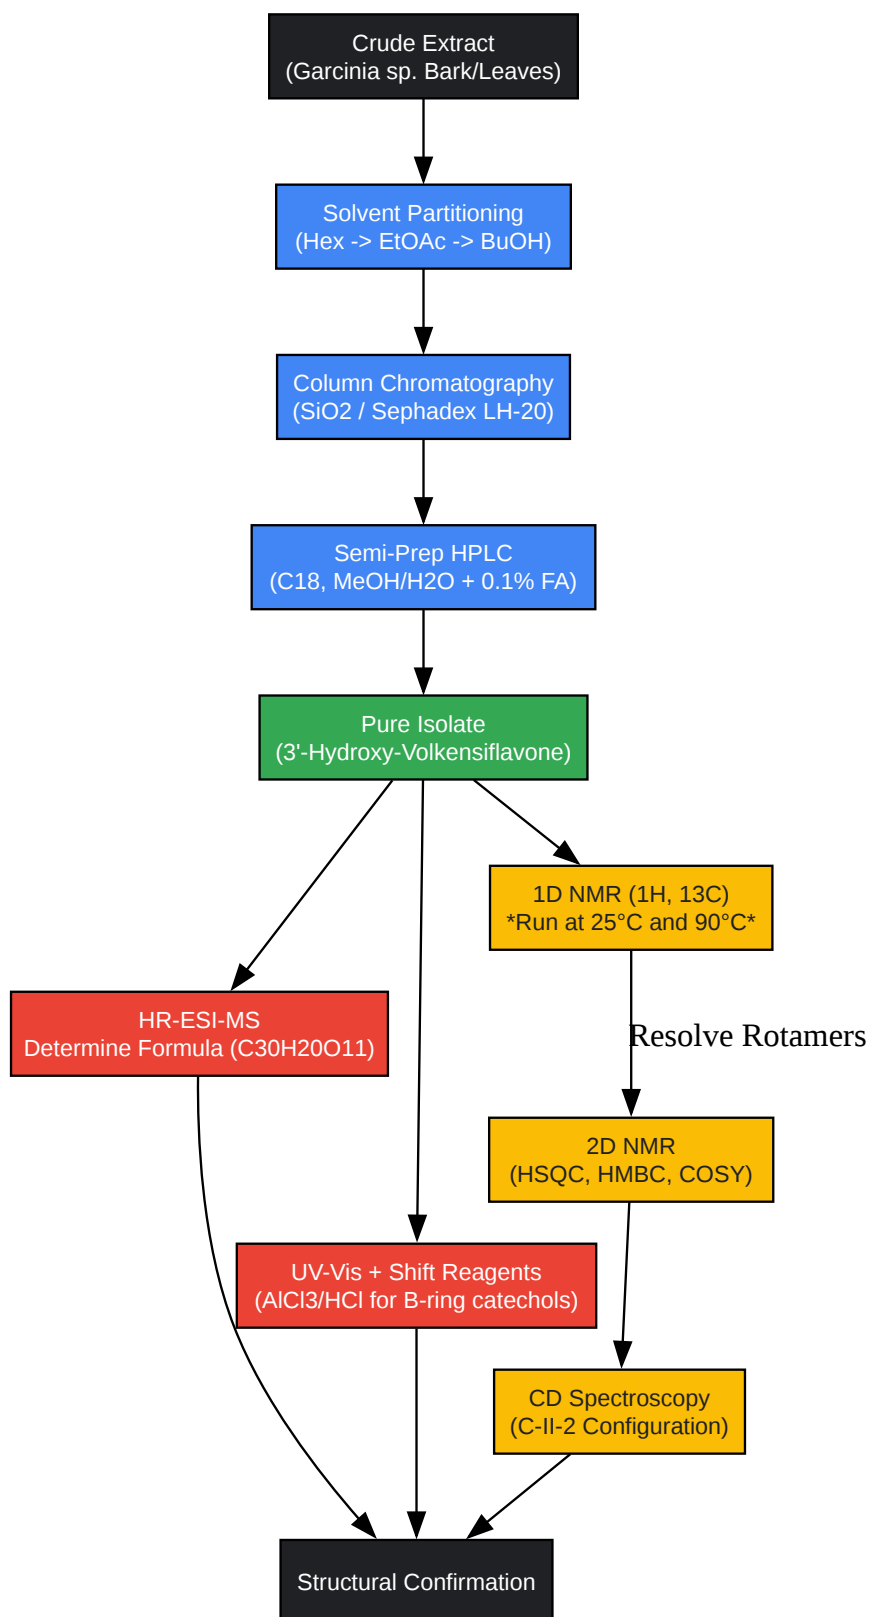 Crude Extract
(Garcinia sp. Bark/Leaves)
Solvent Partitioning
(Hex -> EtOAc -> BuOH)
Column Chromatography
(SiO2 / Sephadex LH-20)
Semi-Prep HPLC
(C18, MeOH/H2O + 0.1% FA)
Pure Isolate
(3'-Hydroxy-Volkensiflavone)
1D NMR (1H, 13C)
*Run at 25°C and 90°C*
HR-ESI-MS
Determine Formula (C30H20O11)
Resolve Rotamers
2D NMR
(HSQC, HMBC, COSY)
UV-Vis + Shift Reagents
(AlCl3/HCl for B-ring catechols)
CD Spectroscopy
(C-II-2 Configuration)
Structural Confirmation